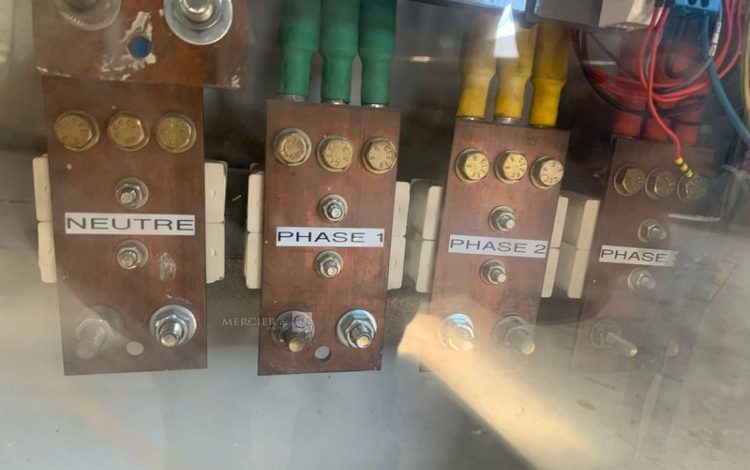 NEUTRE
PHASE 1
PHASE 2
PHASE
MERCIER &